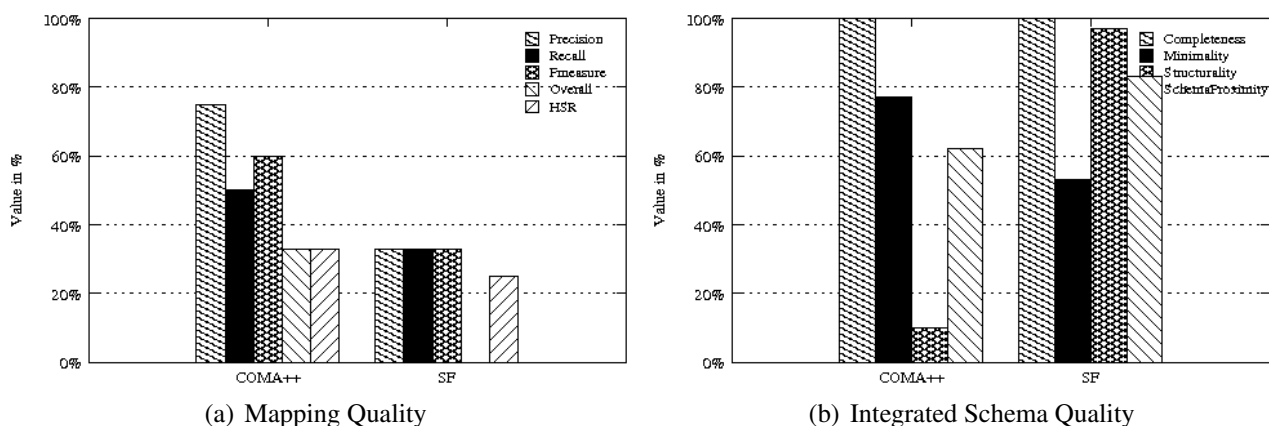 100%
80%
60%
40%
20%
0%
Value in %
Precision
Recall
Fmeasure
Overall
HSR
COMA++ SF
(a) Mapping Quality
100%
80%
60%
40%
20%
0%
Value in %
Completeness
Minimality
Structurality
SchemaProximity
COMA++ SF
(b) Integrated Schema Quality